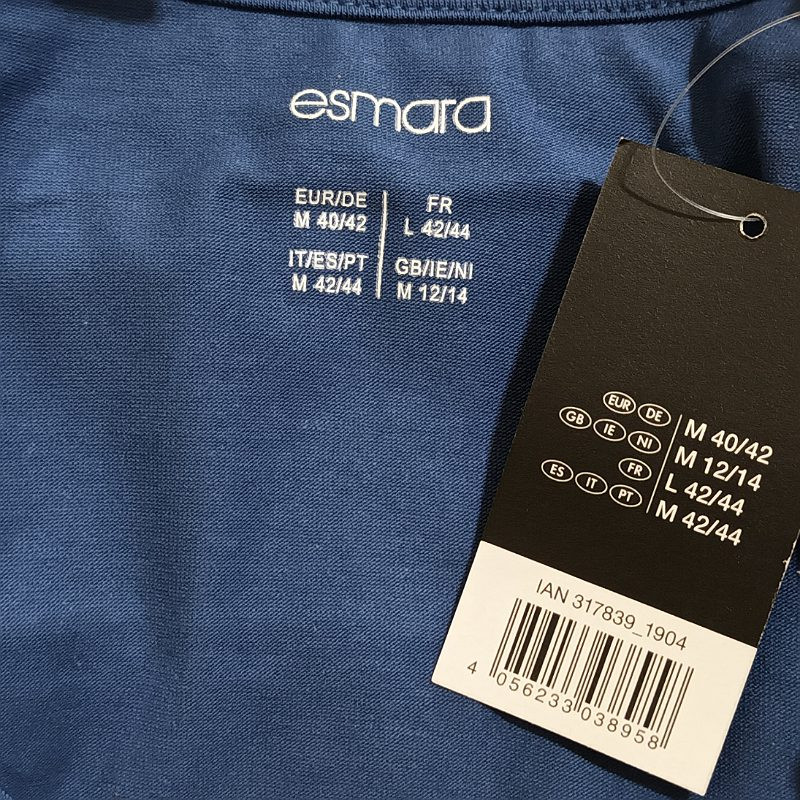 esmara
EUR/DE
M 40/42
FR
L 42/44
IT/ES/PT
M 42/44
GB/IE/NI
M 12/14
EUR DE M 40/42
GB IE NI M 12/14
FR L 42/44
ES IT PT M 42/44
IAN 317839_1904
4 056233 038958